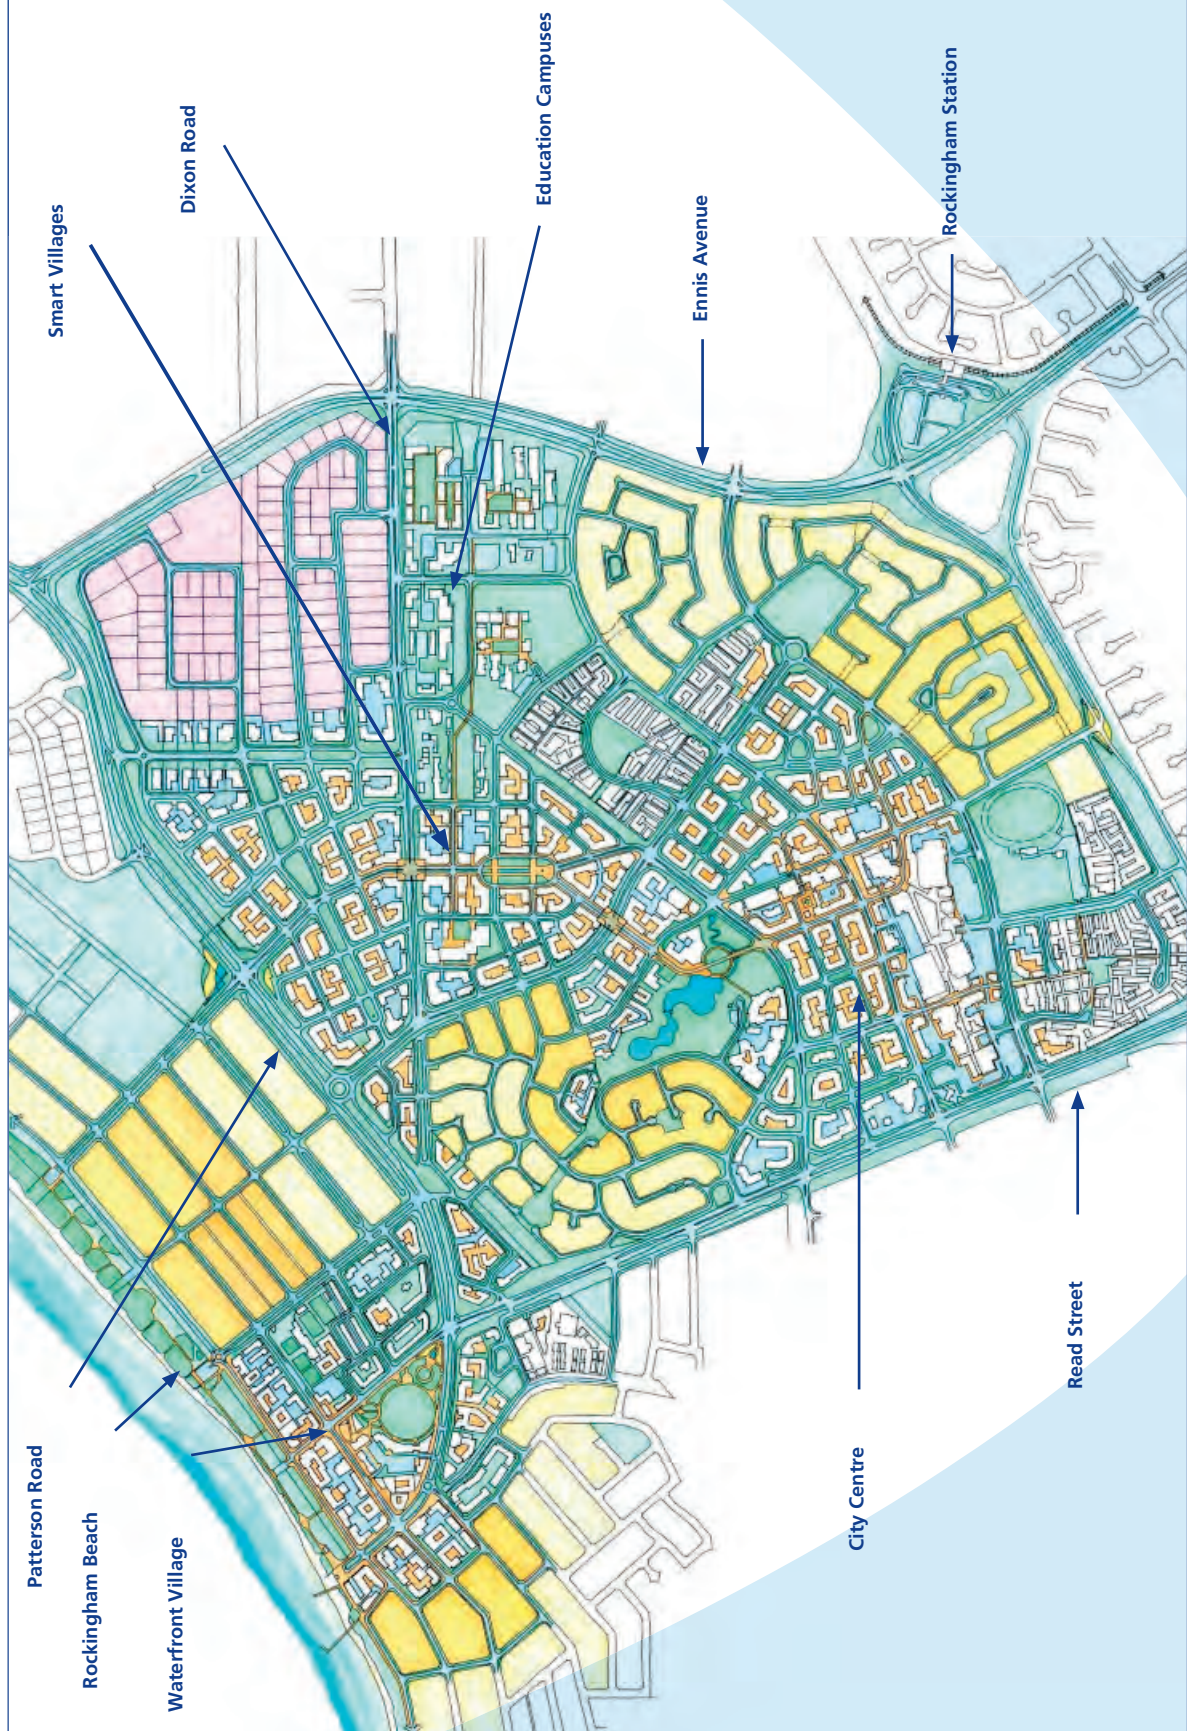 Patterson Road
Rockingham Beach
Waterfront Village
Smart Villages
Dixon Road
Education Campuses
Ennis Avenue
Rockingham Station
City Centre
Read Street